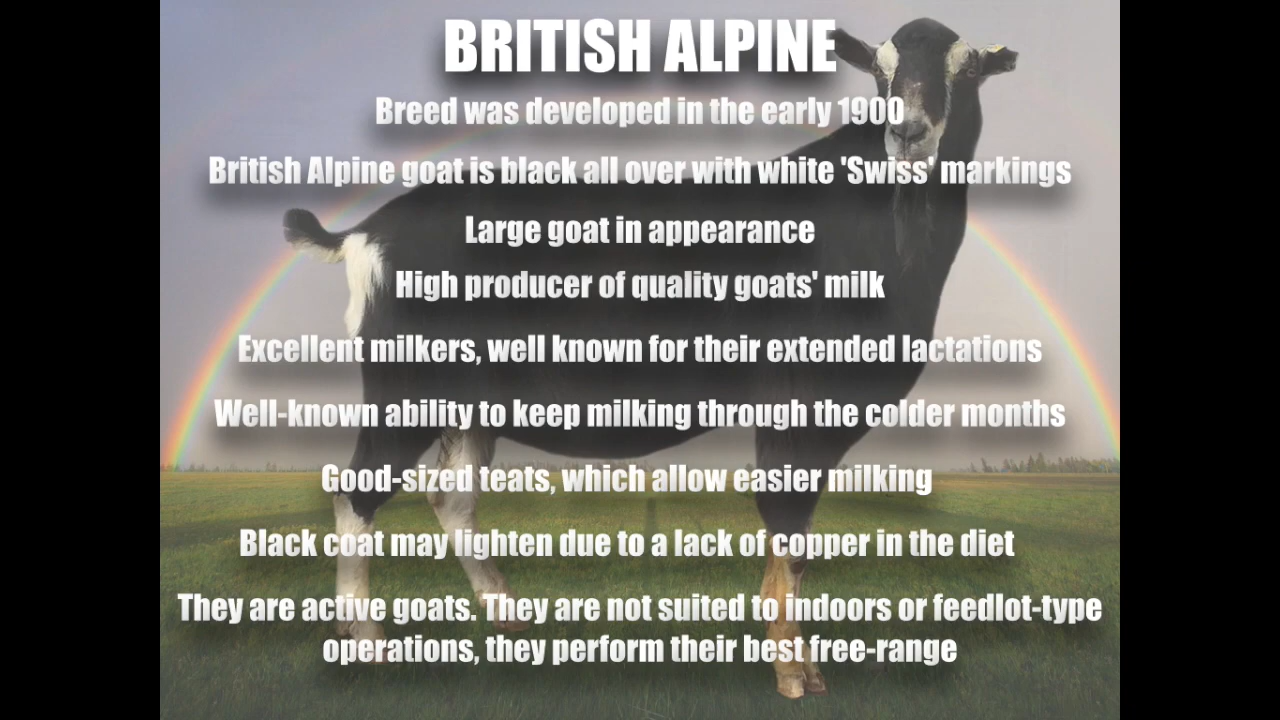 BRITISH ALPINE
Breed was developed in the early 1900
British Alpine goat is black all over with white 'Swiss' markings
Large goat in appearance
High producer of quality goats' milk
Excellent milkers, well known for their extended lactations
Well-known ability to keep milking through the colder months
Good-sized teats, which allow easier milking
Black coat may lighten due to a lack of copper in the diet
They are active goats. They are not suited to indoors or feedlot-type
operations, they perform their best free-range